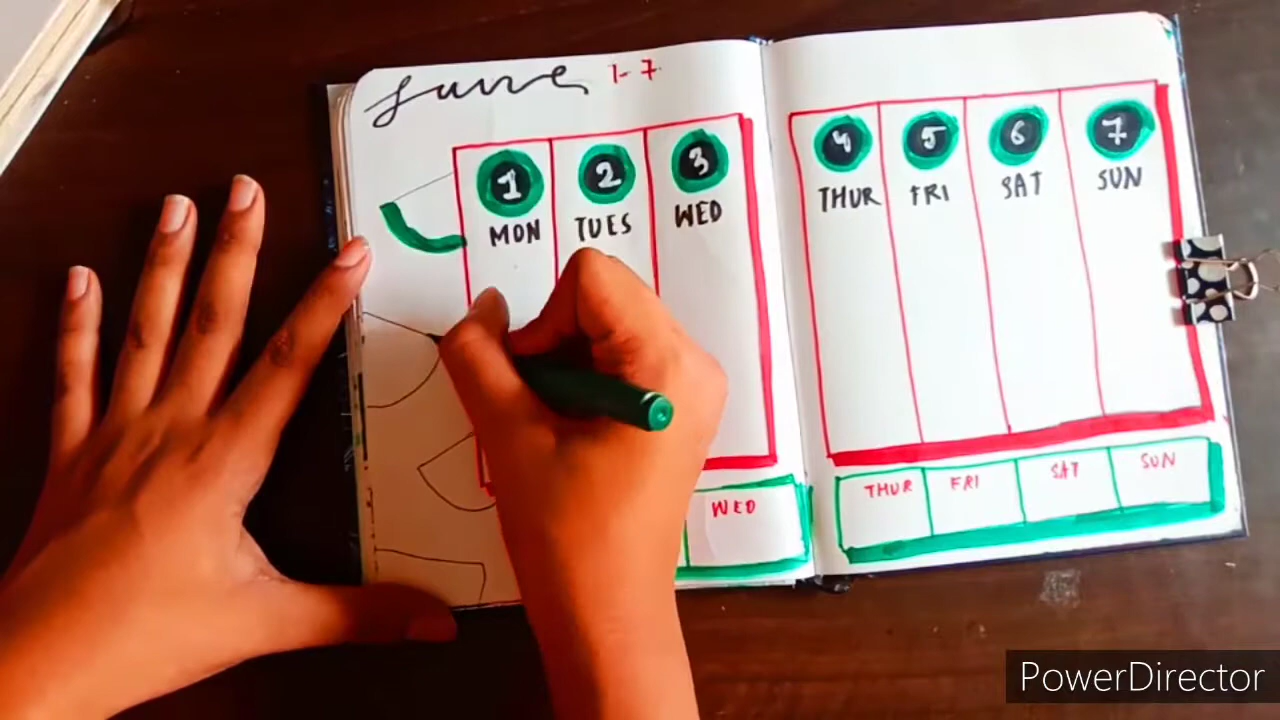 June 1-7
1 2 3 4 5 6 7
MON TUES WED THUR FRI SAT SUN
WED THUR FRI SAT SUN
PowerDirector